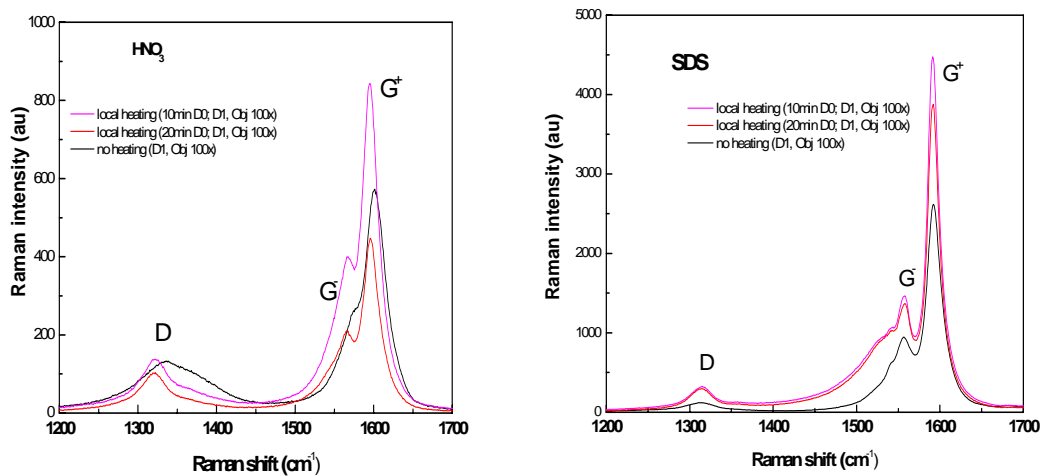 1000
800
600
400
200
0
Raman intensity (au)
HNO₃
local heating (10min D0; D1, Obj 100x)
local heating (20min D0; D1, Obj 100x)
no heating (D1, Obj 100x)
D
G⁻
G⁺
1200 1300 1400 1500 1600 1700
Raman shift (cm⁻¹)
5000
4000
3000
2000
1000
0
Raman intensity (au)
SDS
local heating (10min D0; D1, Obj 100x)
local heating (20min D0; D1, Obj 100x)
no heating (D1, Obj 100x)
D
G⁻
G⁺
1200 1300 1400 1500 1600 1700
Raman shift (cm⁻¹)